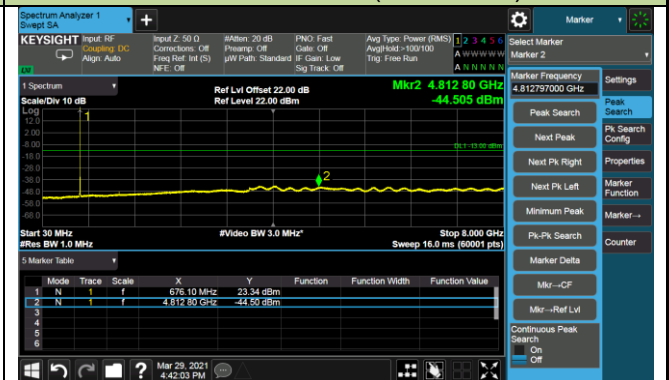 Spectrum Analyzer 1
Swept SA
Marker
KEYSIGHT
Input: RF
Coupling: DC
Align: Auto
Input Z: 50 Ω
Corrections: Off
Freq Ref: Int (S)
NFE: Off
#Atten: 20 dB
Preamp: Off
µW Path: Standard
PNO: Fast
Gate: Off
IF Gain: Low
Sig Track: Off
Avg Type: Power (RMS)
Avg|Hold:>100/100
Trig: Free Run
1 2 3 4 5 6
A W W W W W
A N N N N N
Select Marker
Marker 2
LM
1 Spectrum
Scale/Div 10 dB
Ref Lvl Offset 22.00 dB
Ref Level 22.00 dBm
Mkr2 4.812 80 GHz
-44.505 dBm
Log
12.0
2.00
-8.00
-18.0
-28.0
-38.0
-48.0
-58.0
-68.0
1
2
DL1 -13.00 dBm
Start 30 MHz
#Res BW 1.0 MHz
#Video BW 3.0 MHz*
Stop 8.000 GHz
Sweep 16.0 ms (60001 pts)
5 Marker Table
Mode Trace Scale X Y Function Function Width Function Value
1 N 1 f 676.10 MHz 23.34 dBm
2 N 1 f 4.812 80 GHz -44.50 dBm
3
4
5
6
Marker Frequency
4.812797000 GHz
Peak Search
Next Peak
Next Pk Right
Next Pk Left
Minimum Peak
Pk-Pk Search
Marker Delta
Mkr→CF
Mkr→Ref Lvl
Continuous Peak
Search
On
Off
Settings
Peak
Search
Pk Search
Config
Properties
Marker
Function
Marker→
Counter
Mar 29, 2021
4:42:03 PM